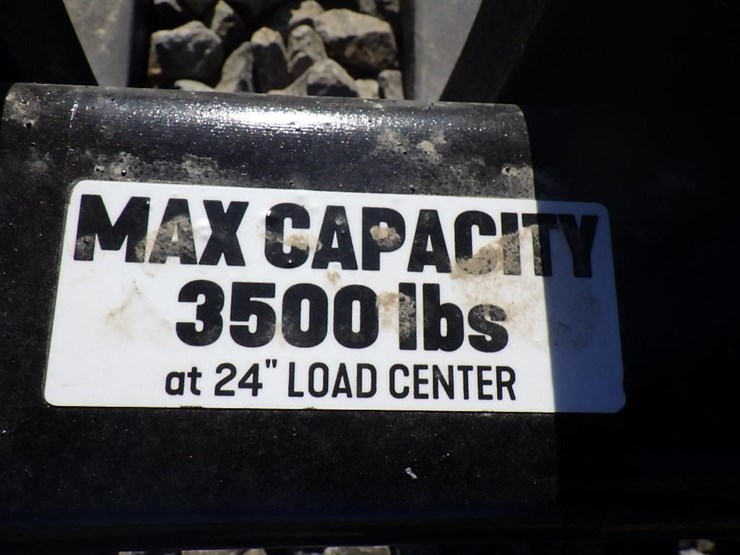 MAX CAPACITY
3500 lbs
at 24" LOAD CENTER